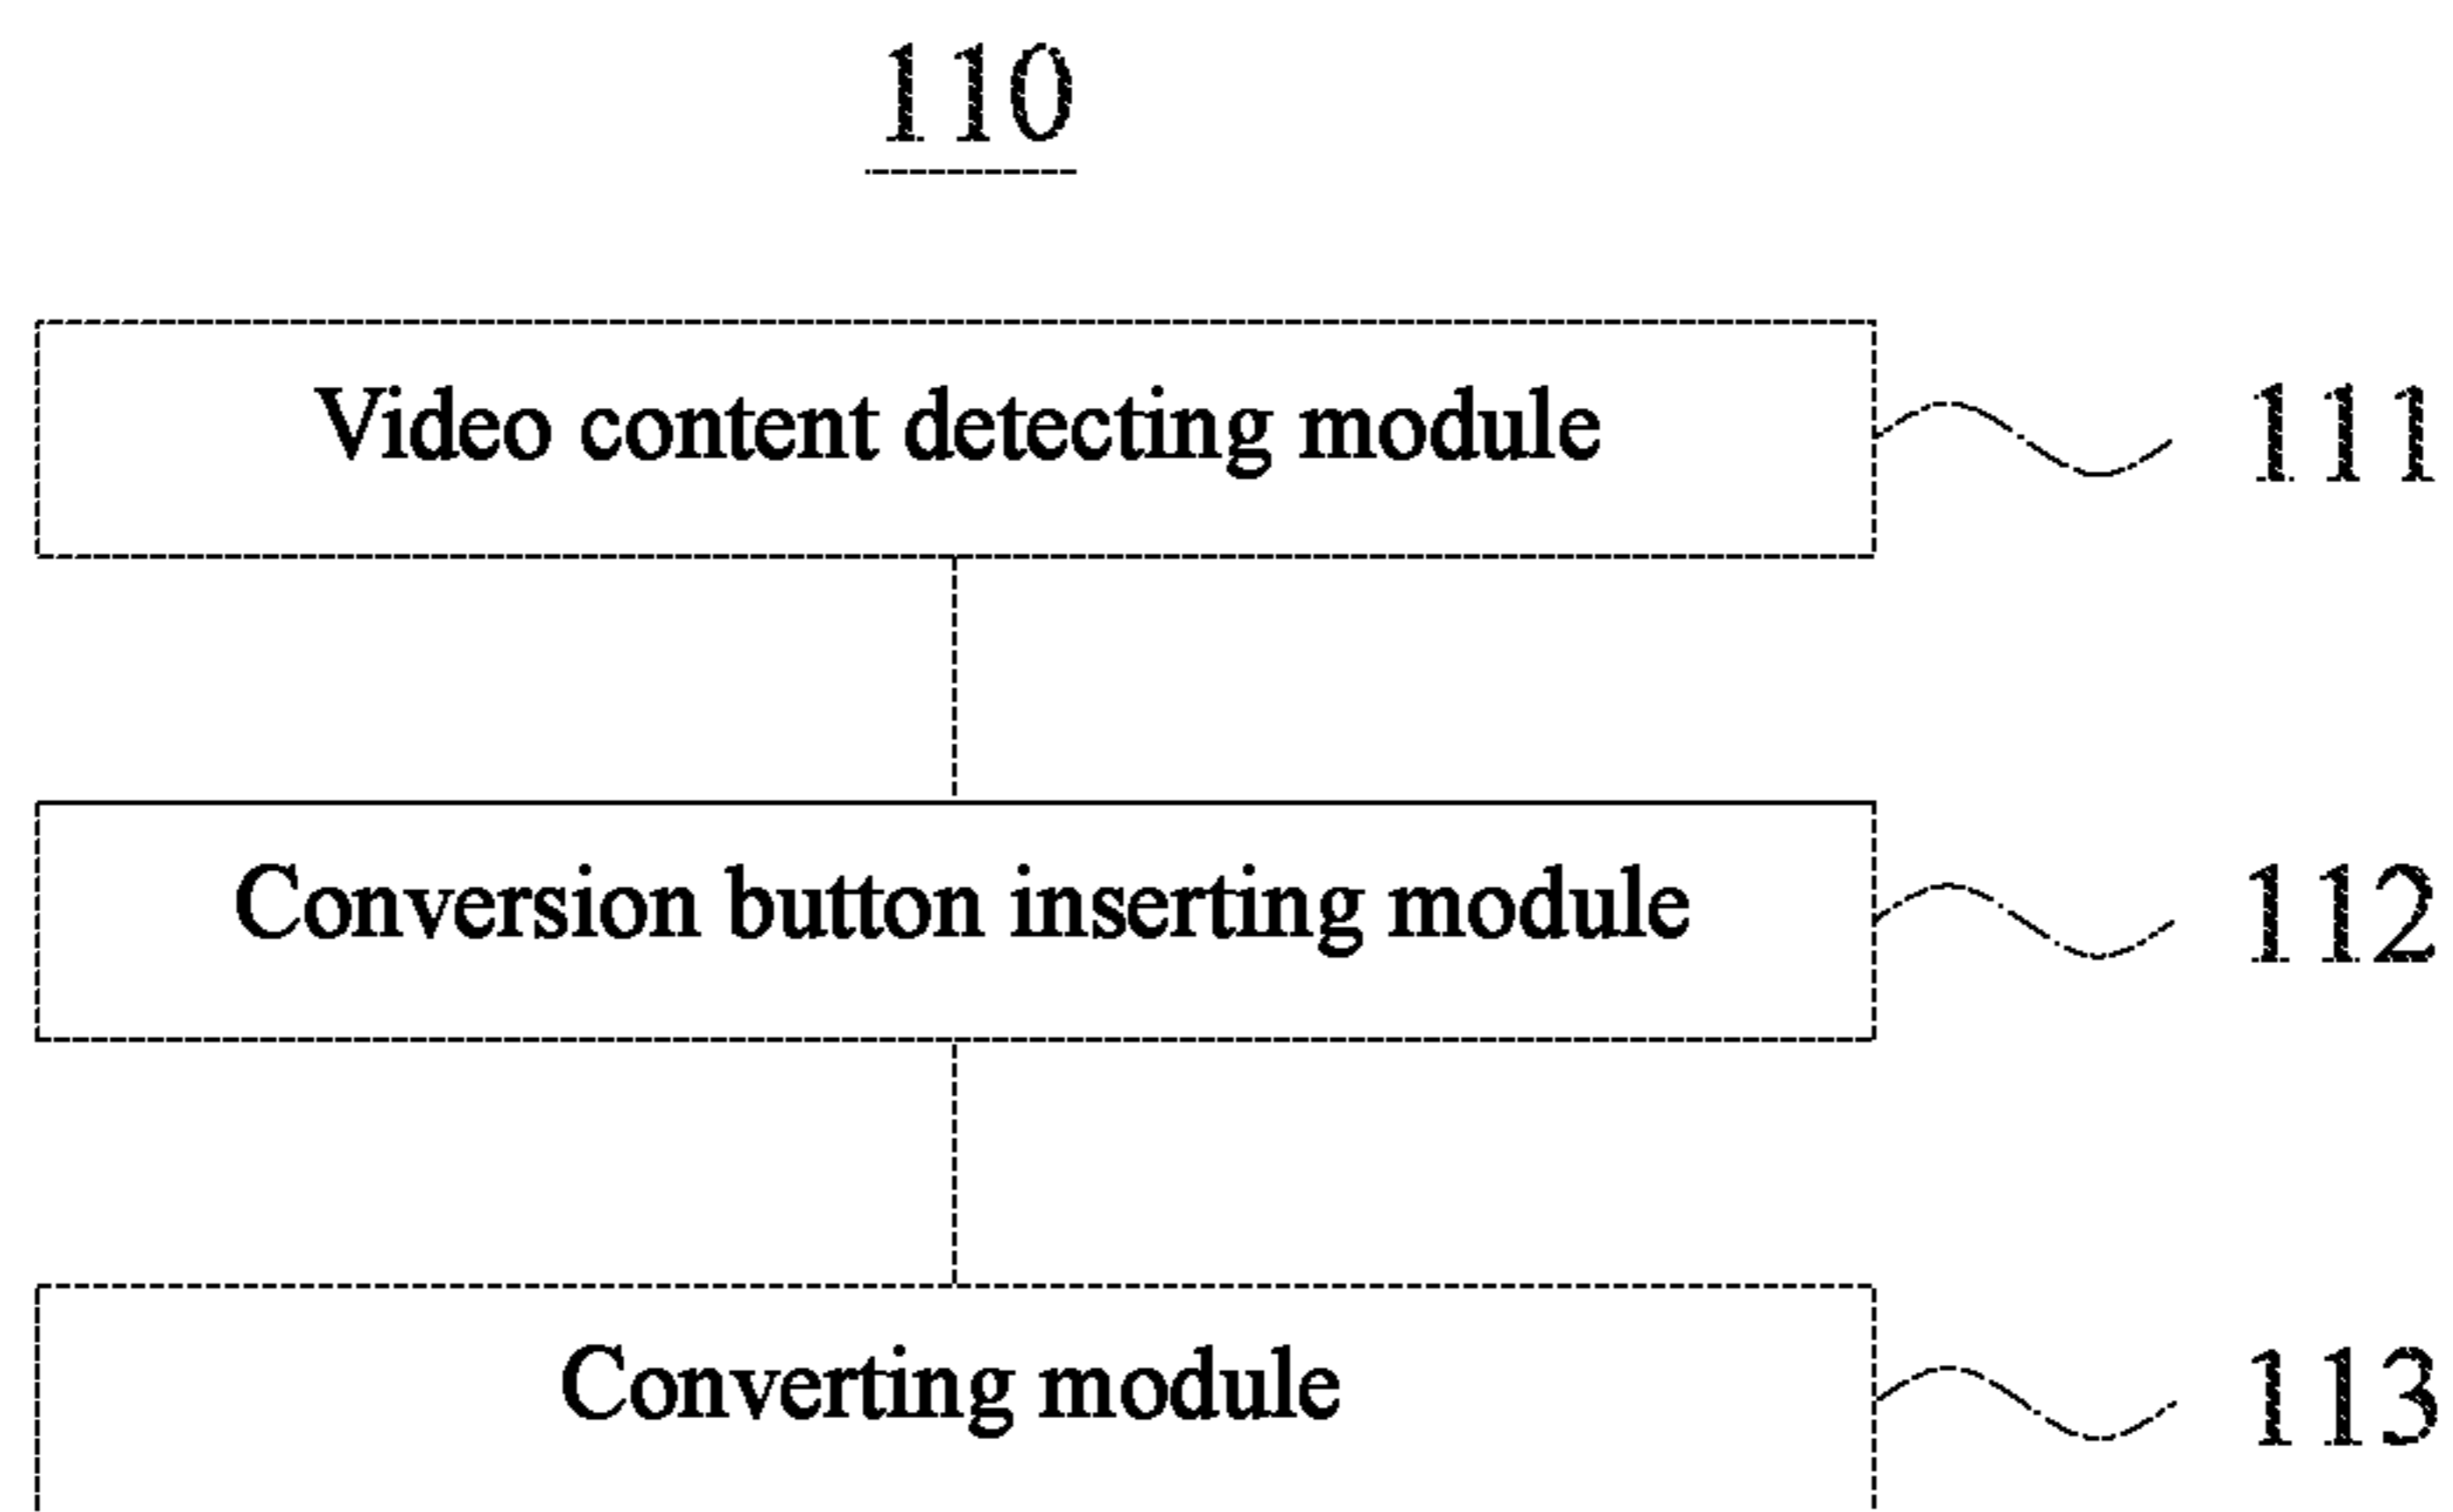 110
Video content detecting module 111
Conversion button inserting module 112
Converting module 113